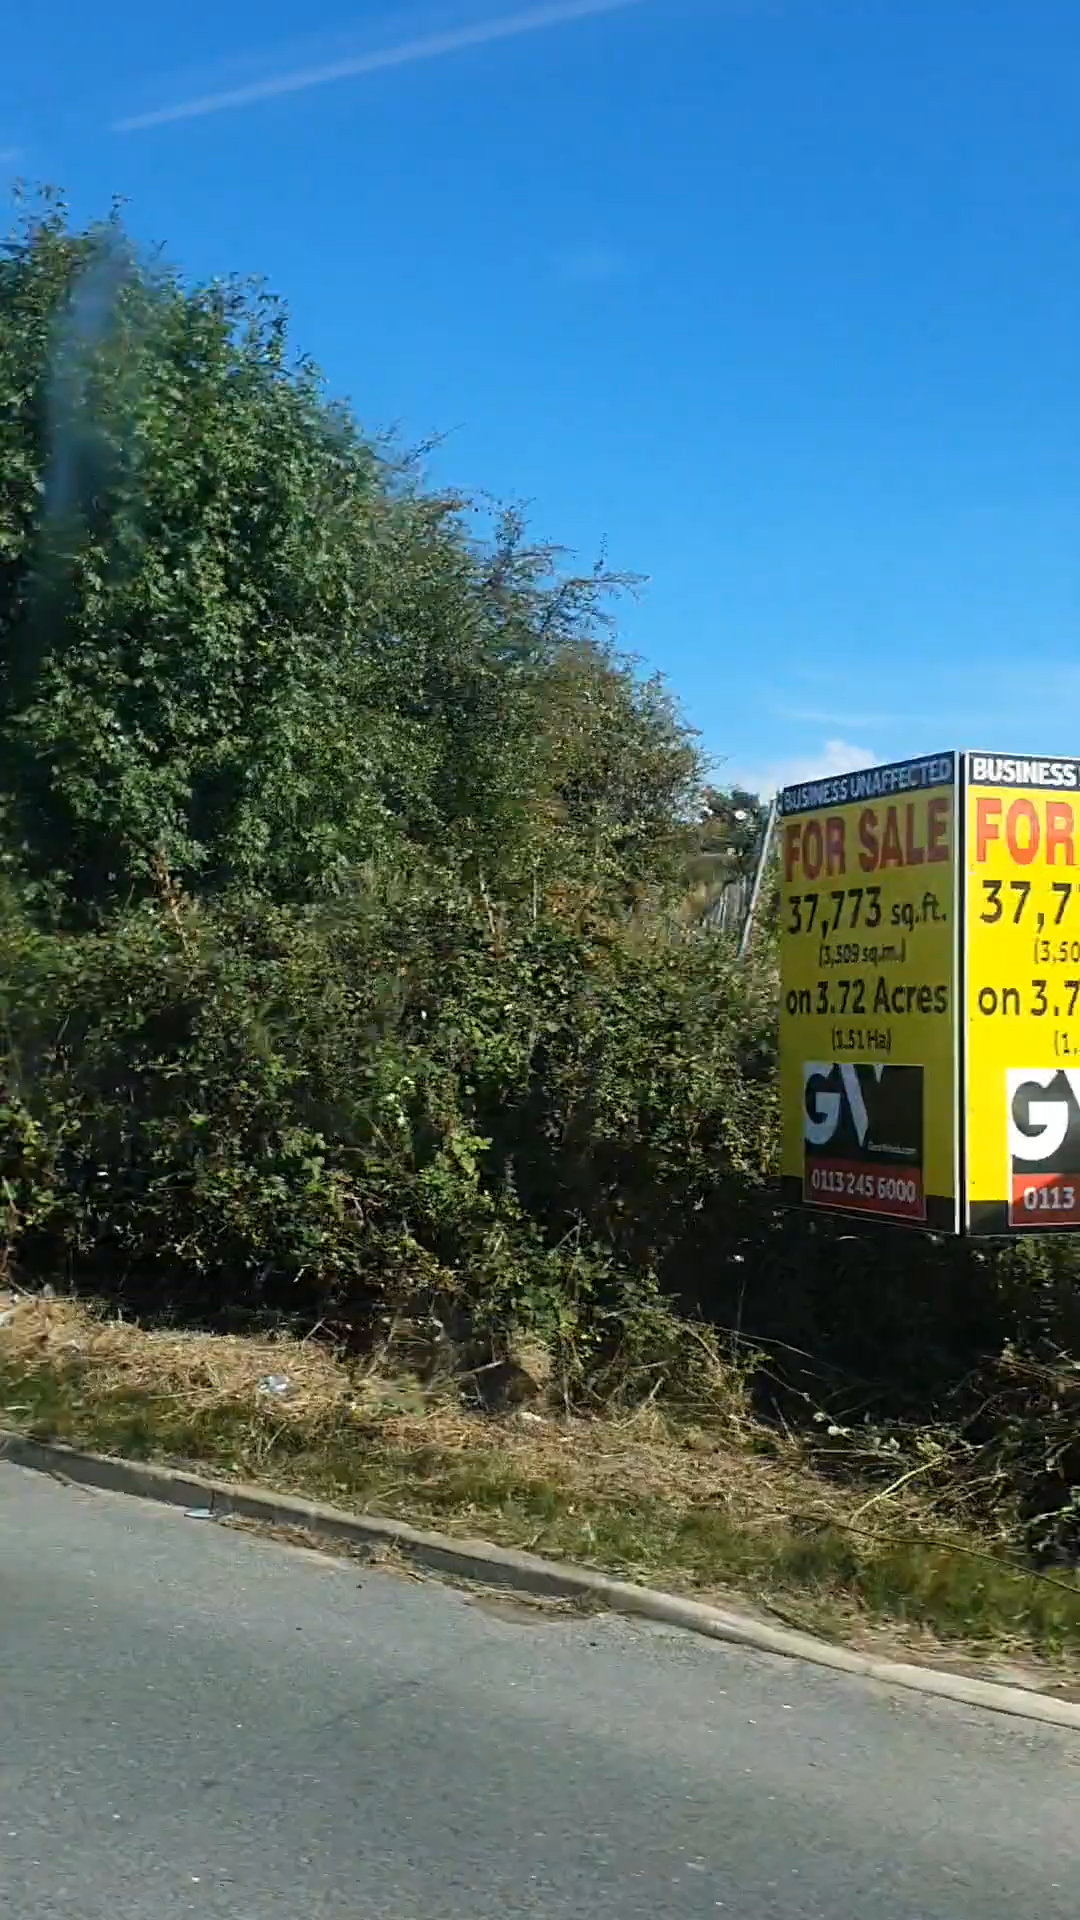 BUSINESS UNAFFECTED
FOR SALE
37,773 sq.ft.
(3,509 sq.m.)
on 3.72 Acres
(1.51 Ha)
GV
0113 245 6000
BUSINESS
FOR
37,7
(3,50
on 3.7
(1.
G
0113